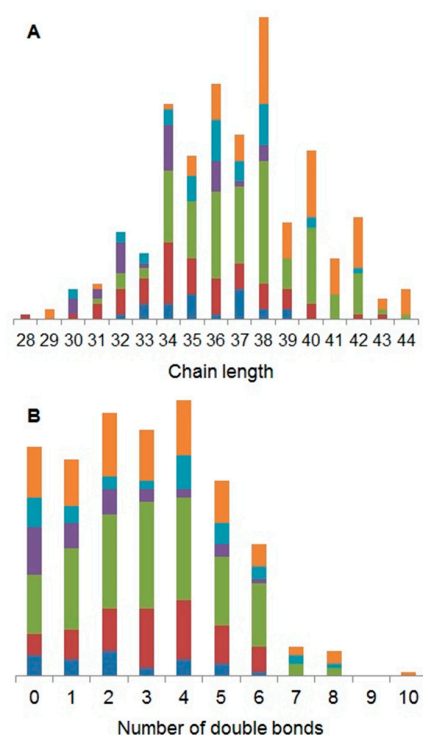 A
28 29 30 31 32 33 34 35 36 37 38 39 40 41 42 43 44
Chain length
B
0 1 2 3 4 5 6 7 8 9 10
Number of double bonds